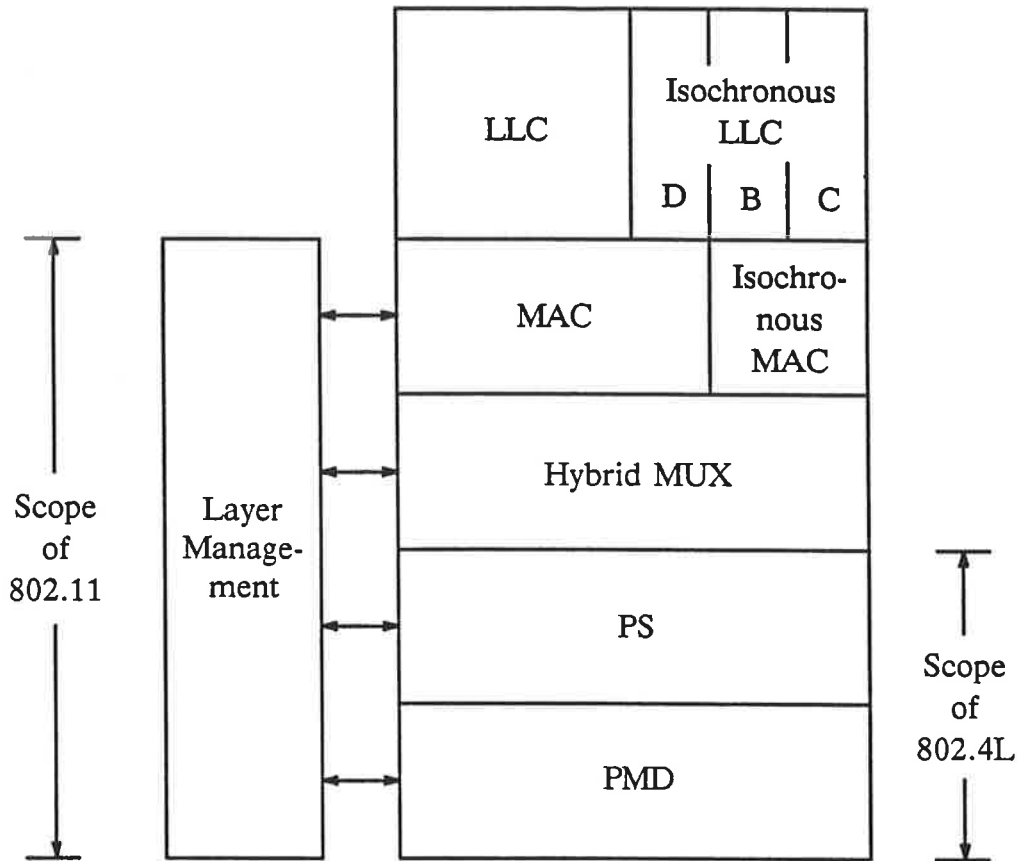 LLC
Isochronous
LLC
D B C
MAC
Isochro-
nous
MAC
Hybrid MUX
Scope
of
802.11
Layer
Manage-
ment
PS
Scope
of
802.4L
PMD